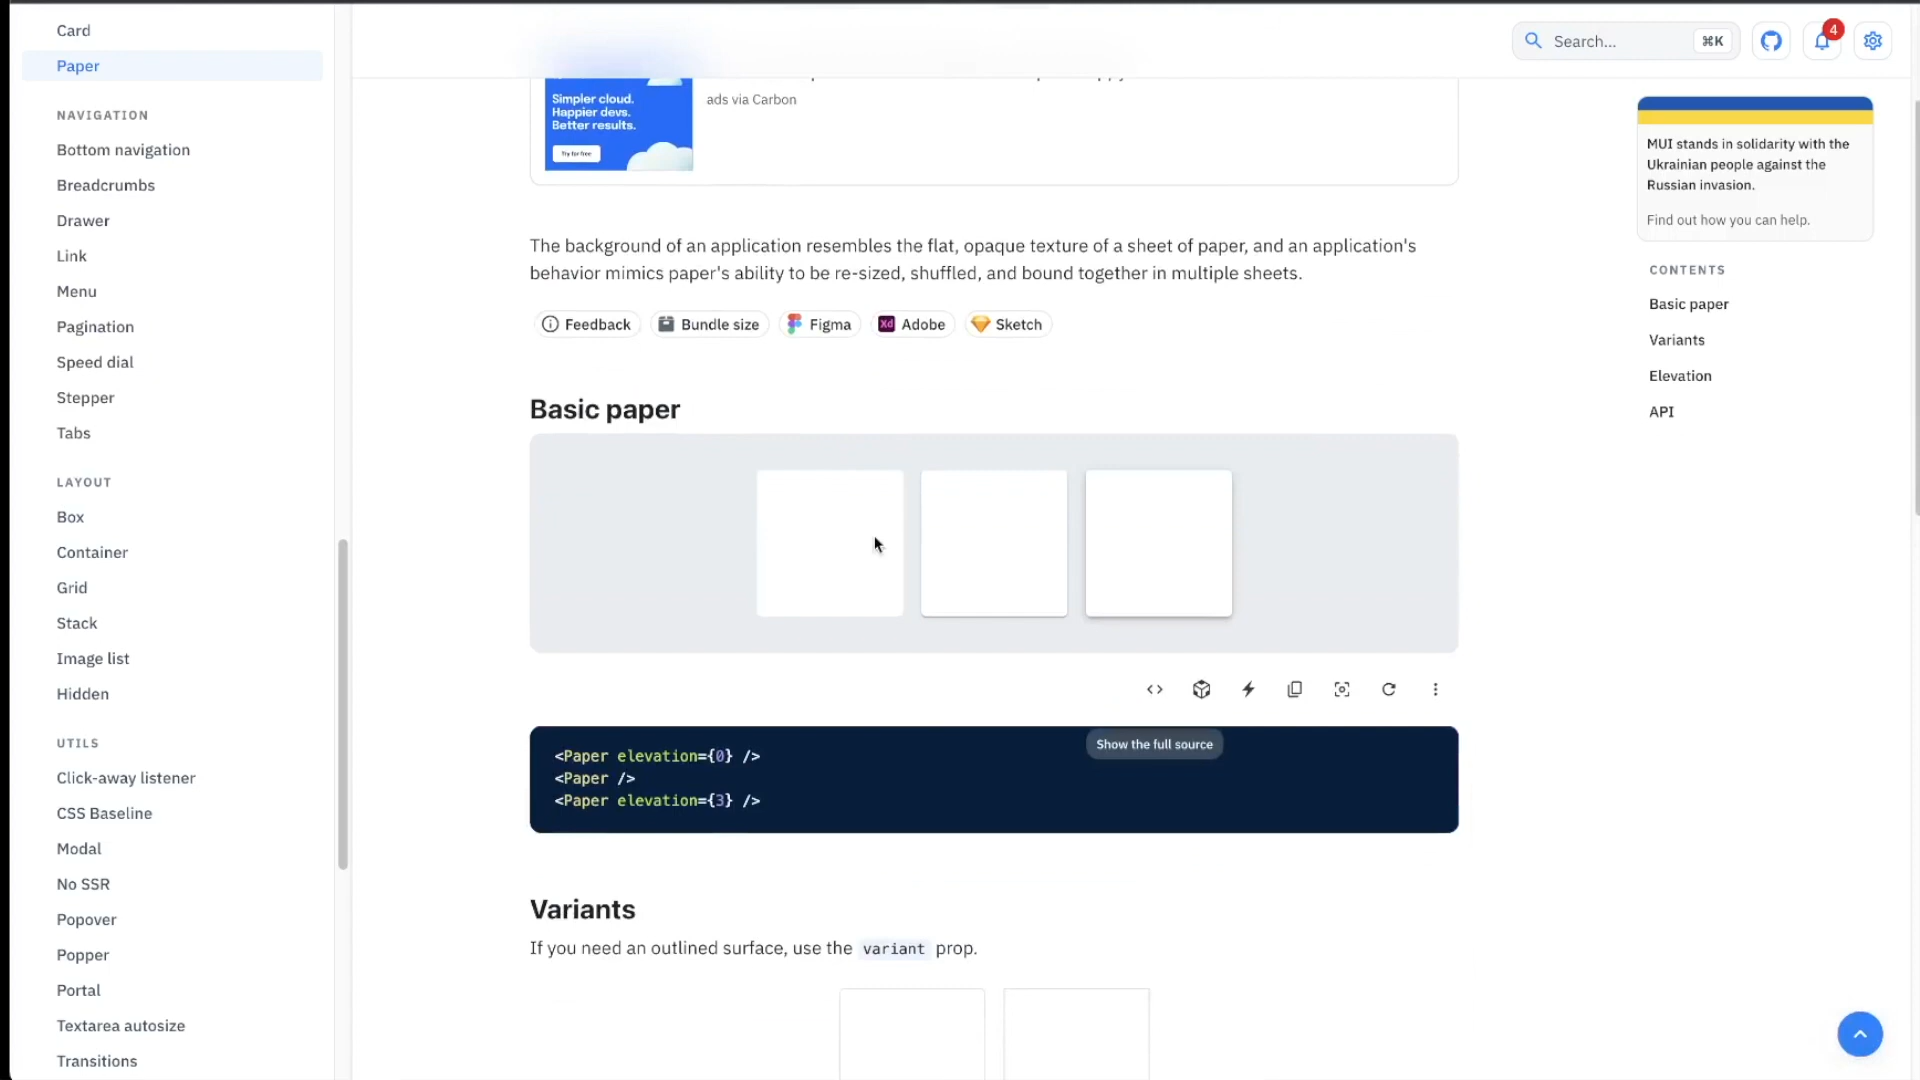 Card
Paper
NAVIGATION
Bottom navigation
Breadcrumbs
Drawer
Link
Menu
Pagination
Speed dial
Stepper
Tabs
LAYOUT
Box
Container
Grid
Stack
Image list
Hidden
UTILS
Click-away listener
CSS Baseline
Modal
No SSR
Popover
Popper
Portal
Textarea autosize
Transitions
Search...
⌘K
4
Simpler cloud.
Happier devs.
Better results.
Try for free
ads via Carbon
The background of an application resembles the flat, opaque texture of a sheet of paper, and an application's
behavior mimics paper's ability to be re-sized, shuffled, and bound together in multiple sheets.
Feedback
Bundle size
Figma
Xd Adobe
Sketch
Basic paper
Show the full source
<Paper elevation={0} />
<Paper />
<Paper elevation={3} />
Variants
If you need an outlined surface, use the variant prop.
MUI stands in solidarity with the
Ukrainian people against the
Russian invasion.
Find out how you can help.
CONTENTS
Basic paper
Variants
Elevation
API